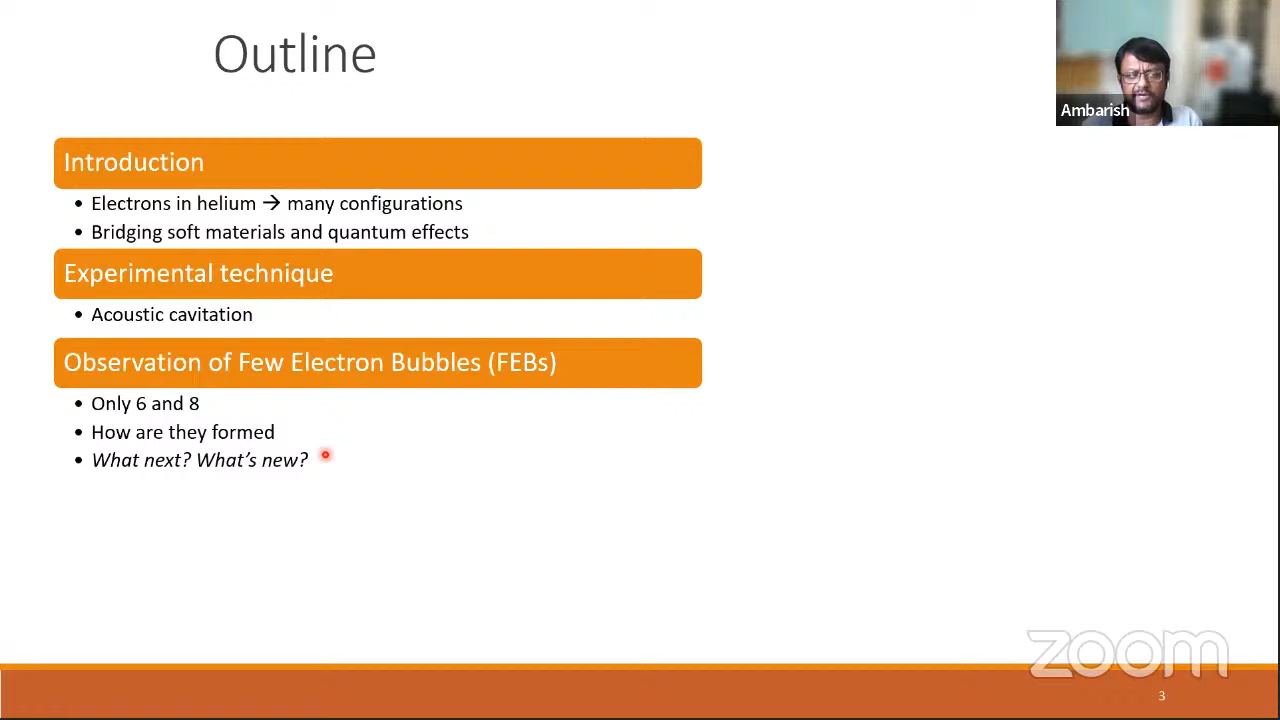 Outline
Ambarish
Introduction
• Electrons in helium → many configurations
• Bridging soft materials and quantum effects
Experimental technique
• Acoustic cavitation
Observation of Few Electron Bubbles (FEBs)
• Only 6 and 8
• How are they formed
• What next? What's new?
zoom
3